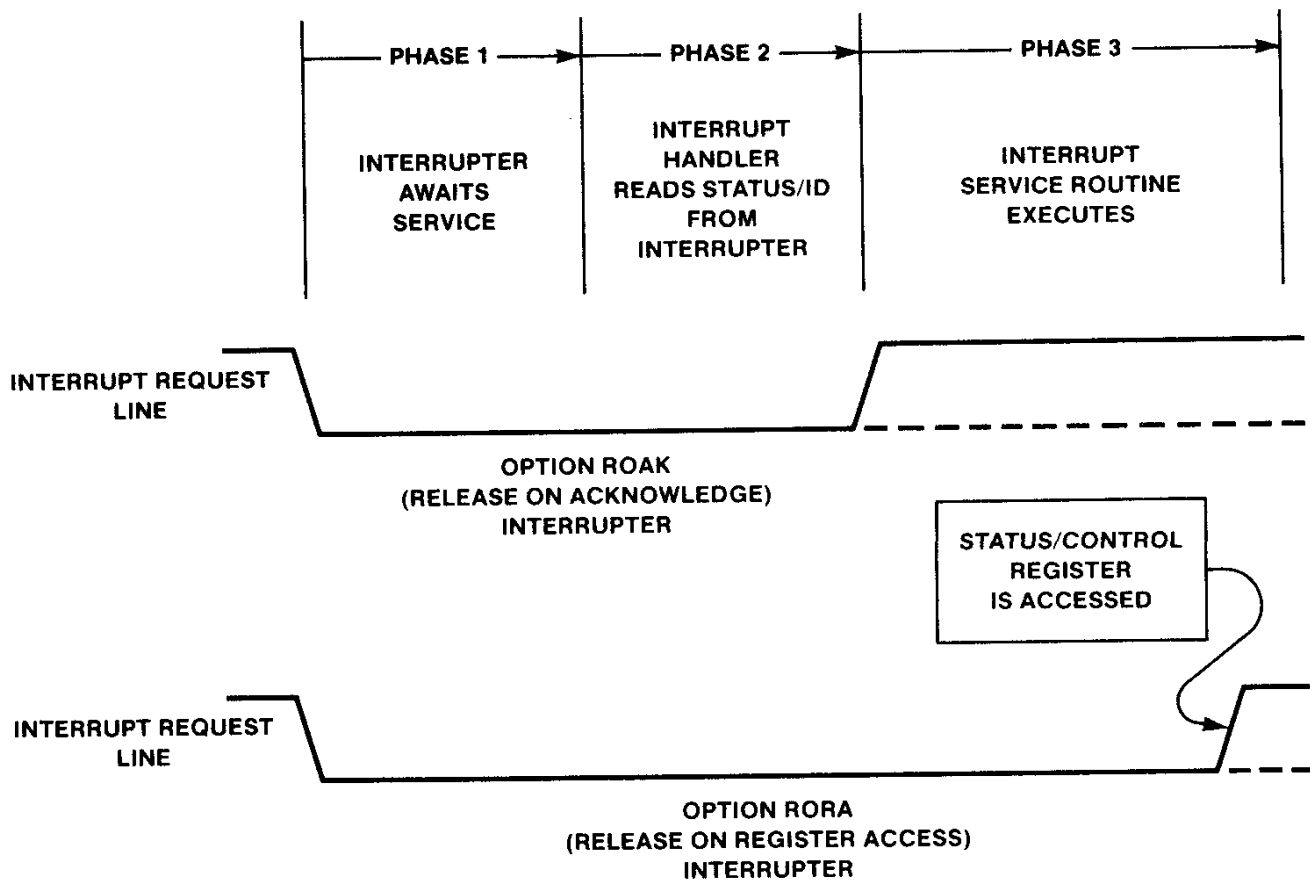 PHASE 1
PHASE 2
PHASE 3
INTERRUPTER
AWAITS
SERVICE
INTERRUPT
HANDLER
READS STATUS/ID
FROM
INTERRUPTER
INTERRUPT
SERVICE ROUTINE
EXECUTES
INTERRUPT REQUEST
LINE
OPTION ROAK
(RELEASE ON ACKNOWLEDGE)
INTERRUPTER
STATUS/CONTROL
REGISTER
IS ACCESSED
INTERRUPT REQUEST
LINE
OPTION RORA
(RELEASE ON REGISTER ACCESS)
INTERRUPTER